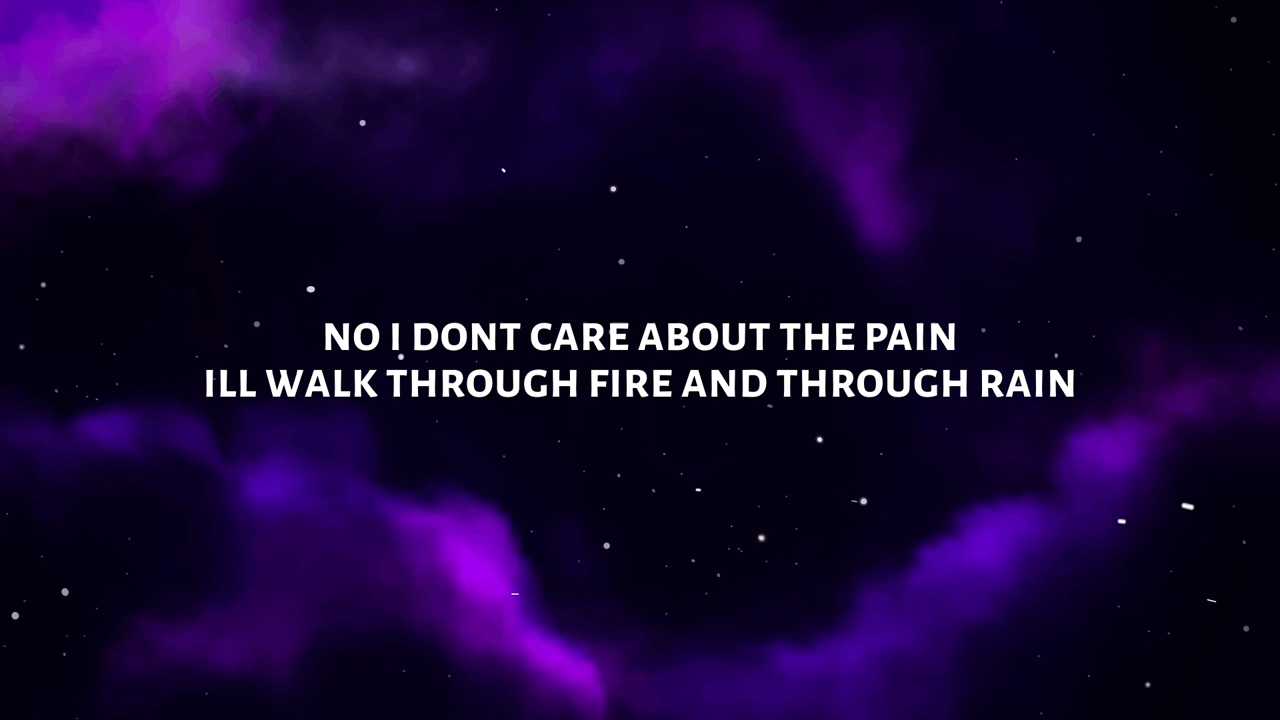 NO I DONT CARE ABOUT THE PAIN
ILL WALK THROUGH FIRE AND THROUGH RAIN